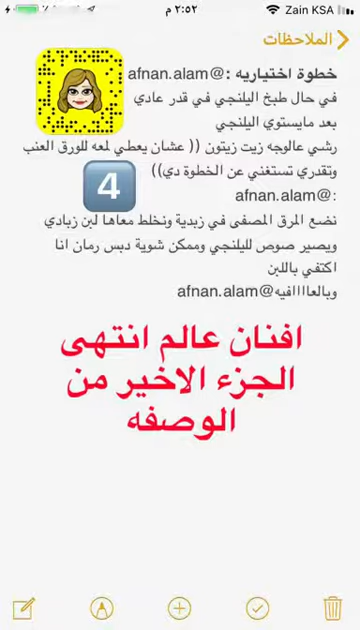 ٢:٥٢ م
Zain KSA
الملاحظات
خطوة اختياريه :@afnan.alam
في حال طبخ اليلنجي في قدر عادي
بعد مايستوي اليلنجي
رشي عالوجه زيت زيتون (( عشان يعطي لمعه للورق العنب
وتقدري تستغني عن الخطوة دي))
4
:@afnan.alam
نضع المرق المصفى في زبدية ونخلط معاها لبن زبادي
ويصير صوص لليلنجي وممكن شوية دبس رمان انا
اكتفي باللبن
وبالعاااافيه@afnan.alam
افنان عالم انتهى
الجزء الاخير من
الوصفه